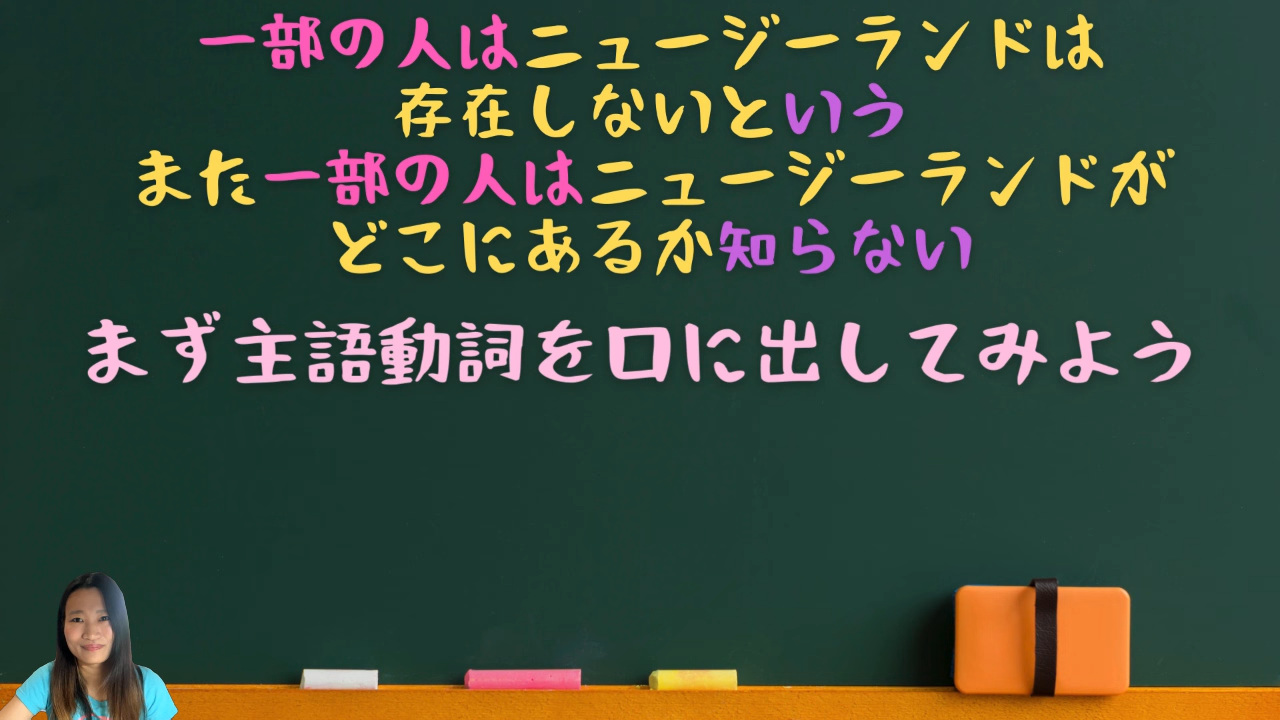 一部の人はニュージーランドは
存在しないという
また一部の人はニュージーランドが
どこにあるか知らない
まず主語動詞を口に出してみよう